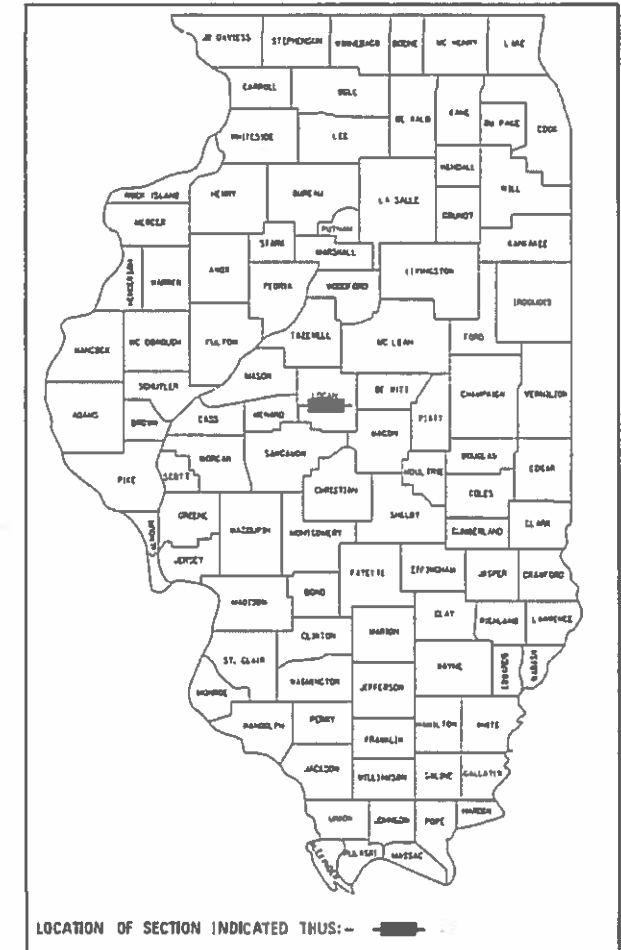 JO DAVIESS STEPHENSON WINNEBAGO BOONE MC HENRY LAKE
CARROLL OGLE
DE KALB KANE DU PAGE COOK
WHITESIDE LEE
KENDALL WILL
ROCK ISLAND HENRY BUREAU LA SALLE
MERCER PUTNAM GRUNDY
STARK MARSHALL KANKAKEE
HENDERSON WARREN KNOX PEORIA WOODFORD LIVINGSTON
IROQUOIS
HANCOCK MC DONOUGH FULTON TAZEWELL MC LEAN FORD
MASON
SCHUYLER LOGAN DE WITT CHAMPAIGN VERMILION
ADAMS BROWN CASS MENARD PIATT
MACON
PIKE SCOTT MORGAN SANGAMON MOULTRIE DOUGLAS EDGAR
CHRISTIAN COLES
GREENE MACOUPIN SHELBY
CALHOUN JERSEY MONTGOMERY CUMBERLAND CLARK
FAYETTE EFFINGHAM JASPER CRAWFORD
MADISON BOND
CLAY RICHLAND LAWRENCE
CLINTON MARION
ST. CLAIR WAYNE EDWARDS WABASH
WASHINGTON JEFFERSON
MONROE
RANDOLPH PERRY HAMILTON WHITE
FRANKLIN
JACKSON WILLIAMSON SALINE GALLATIN
UNION JOHNSON POPE HARDIN
ALEXANDER PULASKI MASSAC
LOCATION OF SECTION INDICATED THUS:-